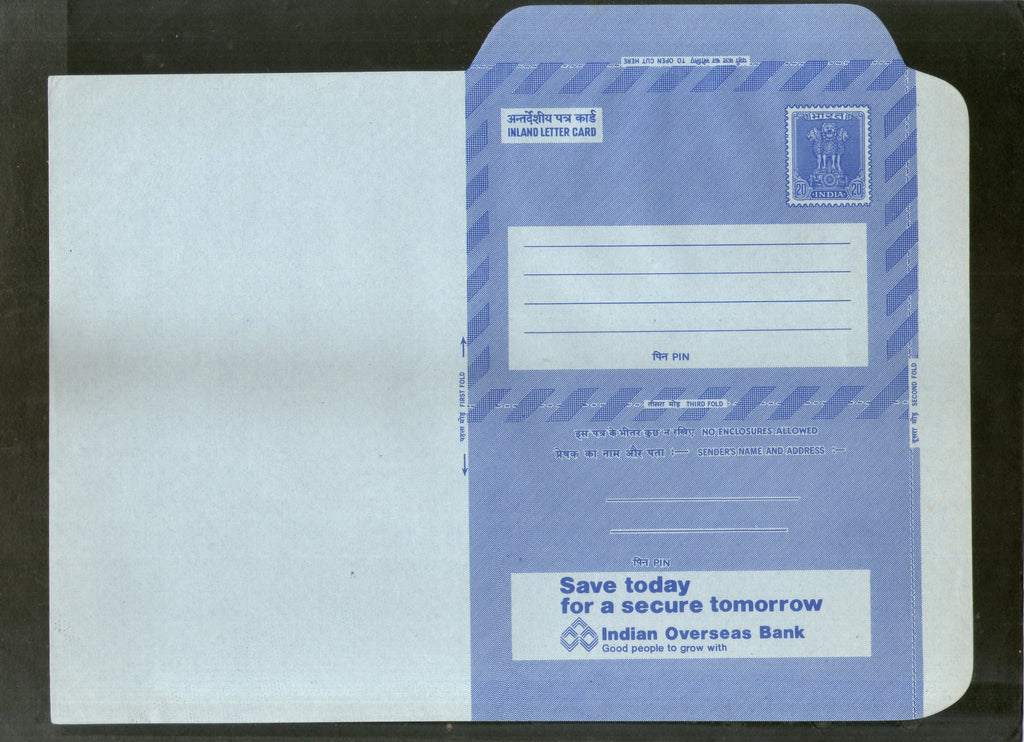 यहां काट कर खोलिए TO OPEN CUT HERE
अन्तर्देशीय पत्र कार्ड
INLAND LETTER CARD
भारत
20 20
INDIA
पिन PIN
पहला मोड़ FIRST FOLD
दूसरा मोड़ SECOND FOLD
तीसरा मोड़ THIRD FOLD
इस पत्र के भीतर कुछ न रखिए NO ENCLOSURES ALLOWED
प्रेषक का नाम और पता :— SENDER'S NAME AND ADDRESS :—
पिन PIN
Save today
for a secure tomorrow
Indian Overseas Bank
Good people to grow with